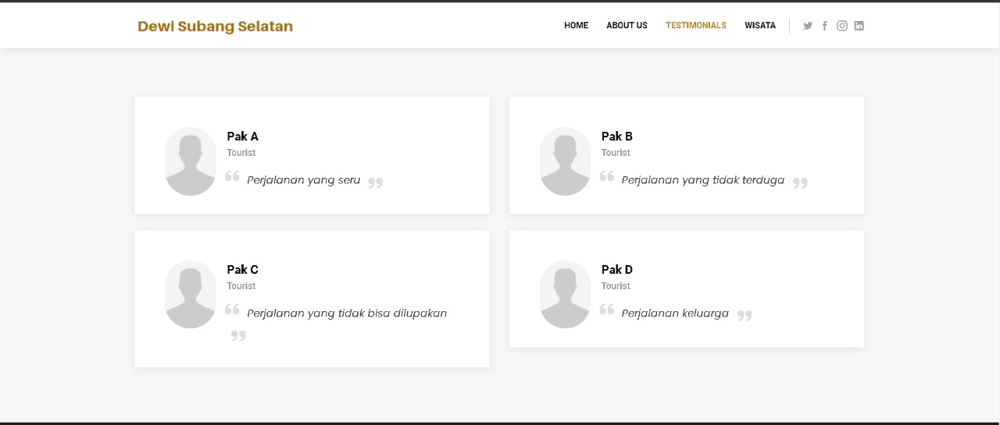 Dewi Subang Selatan
HOME ABOUT US TESTIMONIALS WISATA
Pak A
Tourist
“ Perjalanan yang seru ”
Pak B
Tourist
“ Perjalanan yang tidak terduga ”
Pak C
Tourist
“ Perjalanan yang tidak bisa dilupakan
”
Pak D
Tourist
“ Perjalanan keluarga ”